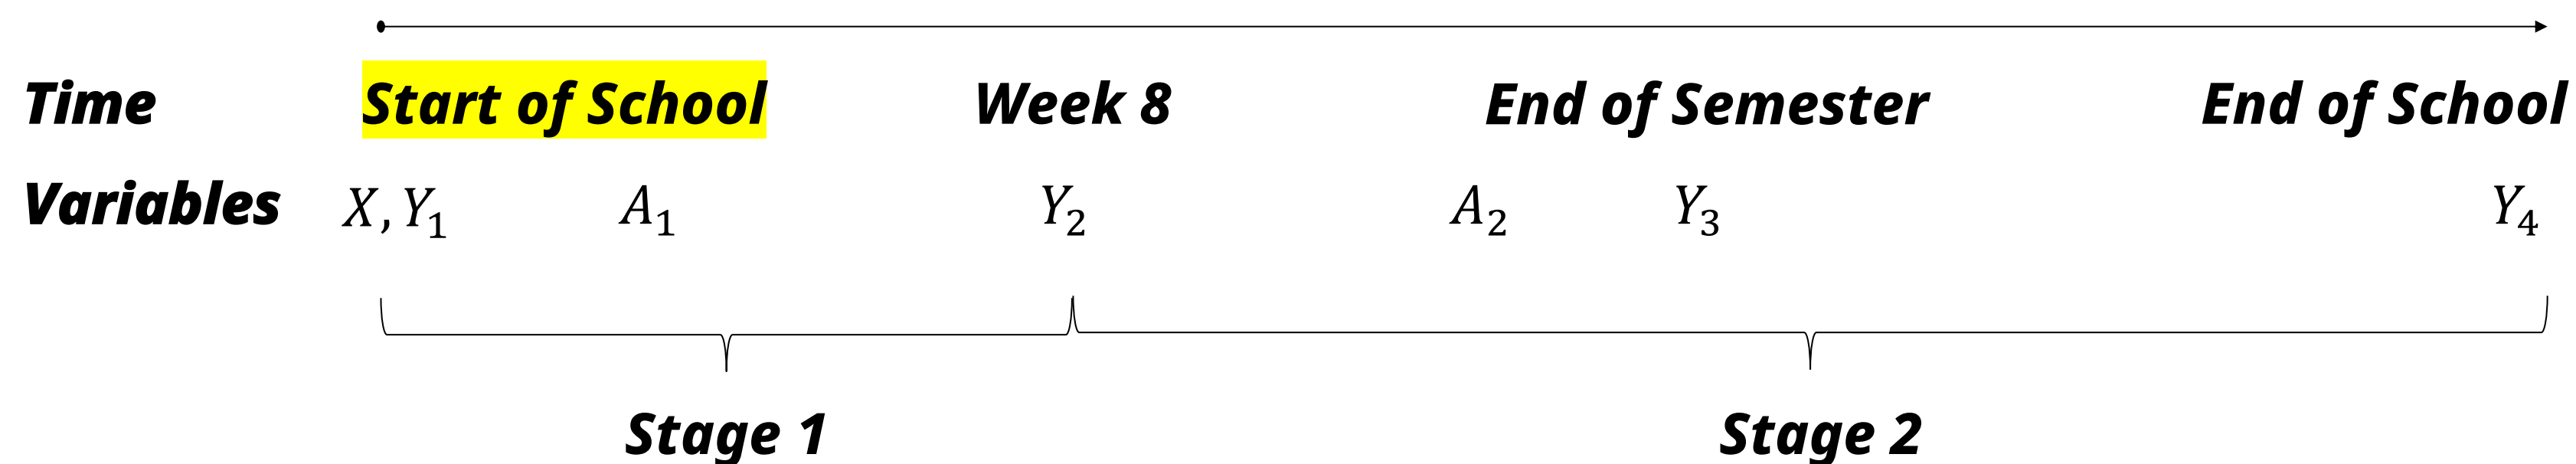 Time Start of School Week 8 End of Semester End of School
Variables X, Y₁ A₁ Y₂ A₂ Y₃ Y₄
Stage 1 Stage 2